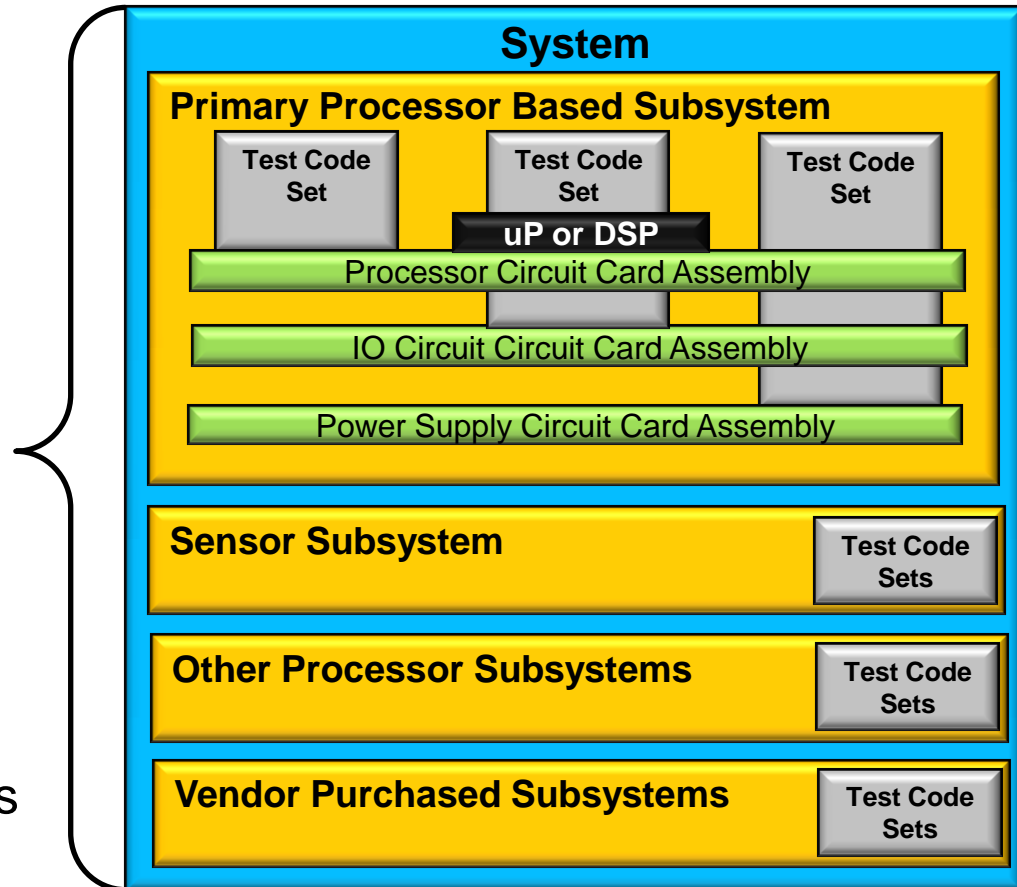 System
Primary Processor Based Subsystem
Test Code
Set
Test Code
Set
Test Code
Set
uP or DSP
Processor Circuit Card Assembly
IO Circuit Circuit Card Assembly
Power Supply Circuit Card Assembly
Sensor Subsystem
Test Code
Sets
Other Processor Subsystems
Test Code
Sets
s
Vendor Purchased Subsystems
Test Code
Sets